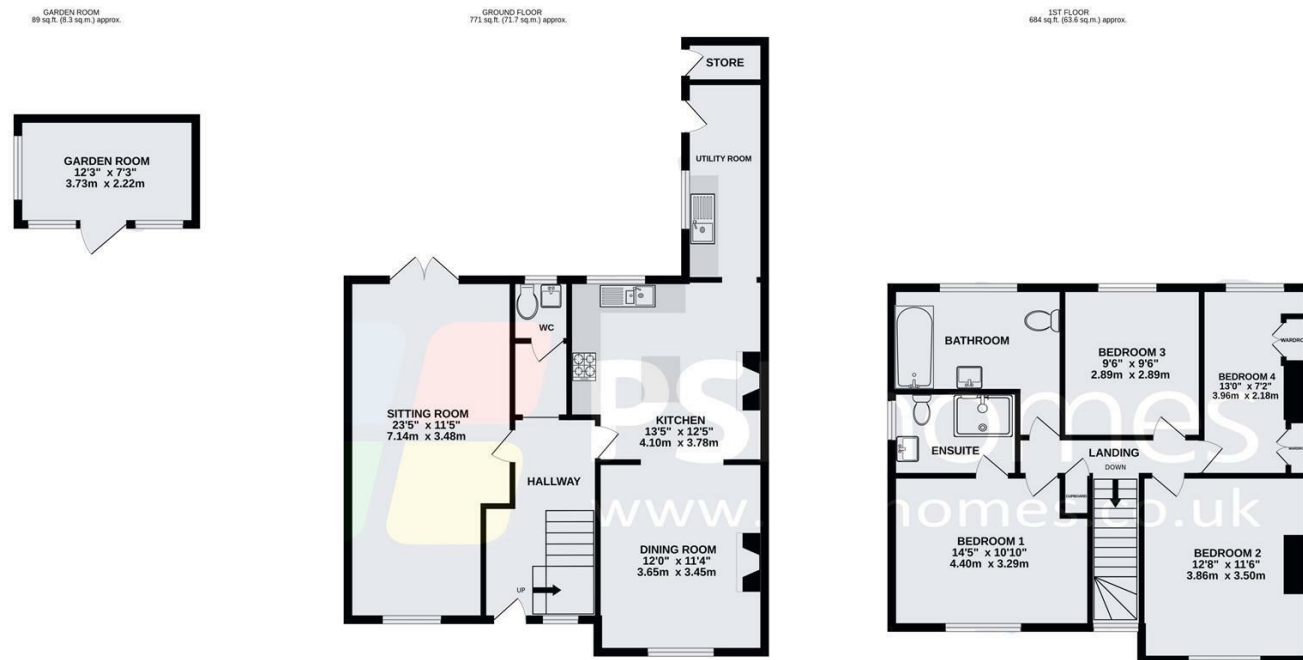 GARDEN ROOM
89 sq.ft. (8.3 sq.m.) approx.
GROUND FLOOR
771 sq.ft. (71.7 sq.m.) approx.
1ST FLOOR
684 sq.ft. (63.6 sq.m.) approx.
GARDEN ROOM
12'3" x 7'3"
3.73m x 2.22m
STORE
UTILITY ROOM
WC
SITTING ROOM
23'5" x 11'5"
7.14m x 3.48m
KITCHEN
13'5" x 12'5"
4.10m x 3.78m
HALLWAY
UP
DINING ROOM
12'0" x 11'4"
3.65m x 3.45m
BATHROOM
BEDROOM 3
9'6" x 9'6"
2.89m x 2.89m
WARDRO
BEDROOM 4
13'0" x 7'2"
3.96m x 2.18m
WARDRO
ENSUITE
LANDING
DOWN
CUPBOARD
BEDROOM 1
14'5" x 10'10"
4.40m x 3.29m
BEDROOM 2
12'8" x 11'6"
3.86m x 3.50m
PS homes
www. homes.co.uk